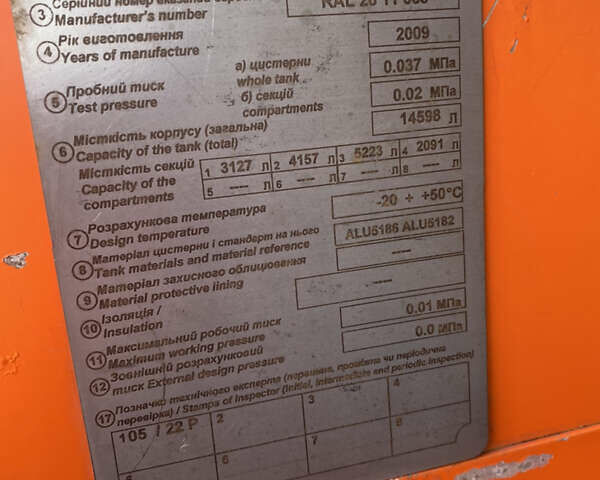 ③ Серійний номер
Manufacturer's number RAL 28 11 003
④ Рік виготовлення
Years of manufacture 2009
⑤ Пробний тиск а) цистерни 0.037 МПа
Test pressure whole tank
б) секцій 0.02 МПа
compartments
⑥ Місткість корпусу (загальна) 14598 л
Capacity of the tank (total)
Місткість секцій 1 3127 л 2 4157 л 3 5223 л 4 2091 л
Capacity of the 5 --- л 6 --- л 7 --- л 8 --- л
compartments
⑦ Розрахункова температура -20 ÷ +50°C
Design temperature
⑧ Матеріал цистерни і стандарт на нього ALU5186 ALU5182
Tank materials and material reference
⑨ Матеріал захисного облицювання ---
Material protective lining
⑩ Ізоляція / ---
Insulation
⑪ Максимальний робочий тиск 0.01 МПа
Maximum working pressure
⑫ Зовнішній розрахунковий 0.0 МПа
тиск External design pressure
⑰ Позначка технічного експерта (первинна, проміжна чи періодична
перевірка) / Stamps of inspector (initial, intermediate and periodic inspection)
105 / 22 Р 2 3 4
6 7 8